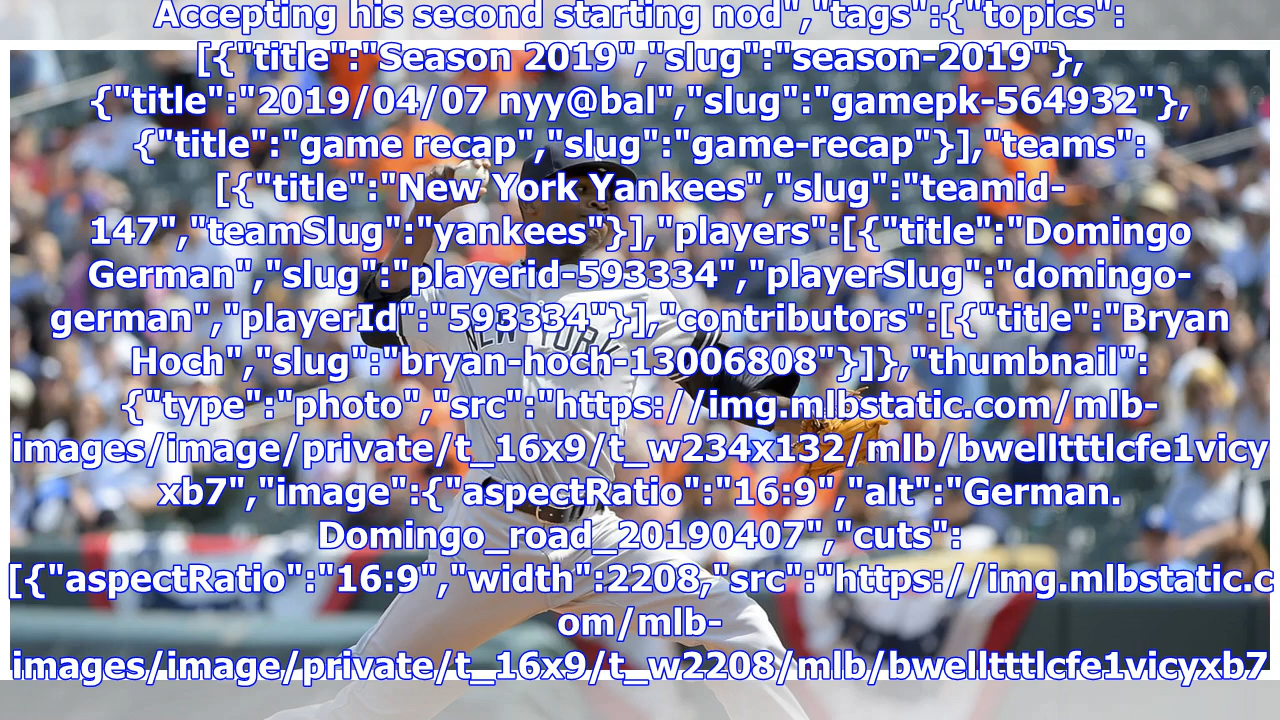 Accepting his second starting nod","tags":{"topics":
[{"title":"Season 2019","slug":"season-2019"},
{"title":"2019/04/07 nyy@bal","slug":"gamepk-564932"},
{"title":"game recap","slug":"game-recap"}],"teams":
[{"title":"New York Yankees","slug":"teamid-
147","teamSlug":"yankees"}],"players":[{"title":"Domingo
German","slug":"playerid-593334","playerSlug":"domingo-
german","playerId":"593334"}],"contributors":[{"title":"Bryan
Hoch","slug":"bryan-hoch-13006808"}]},"thumbnail":
{"type":"photo","src":"https://img.mlbstatic.com/mlb-
images/image/private/t_16x9/t_w234x132/mlb/bwelltttlcfe1vicy
xb7","image":{"aspectRatio":"16:9","alt":"German.
Domingo_road_20190407","cuts":
[{"aspectRatio":"16:9","width":2208,"src":"https://img.mlbstatic.c
om/mlb-
images/image/private/t_16x9/t_w2208/mlb/bwelltttlcfe1vicyxb7
NEW YORK